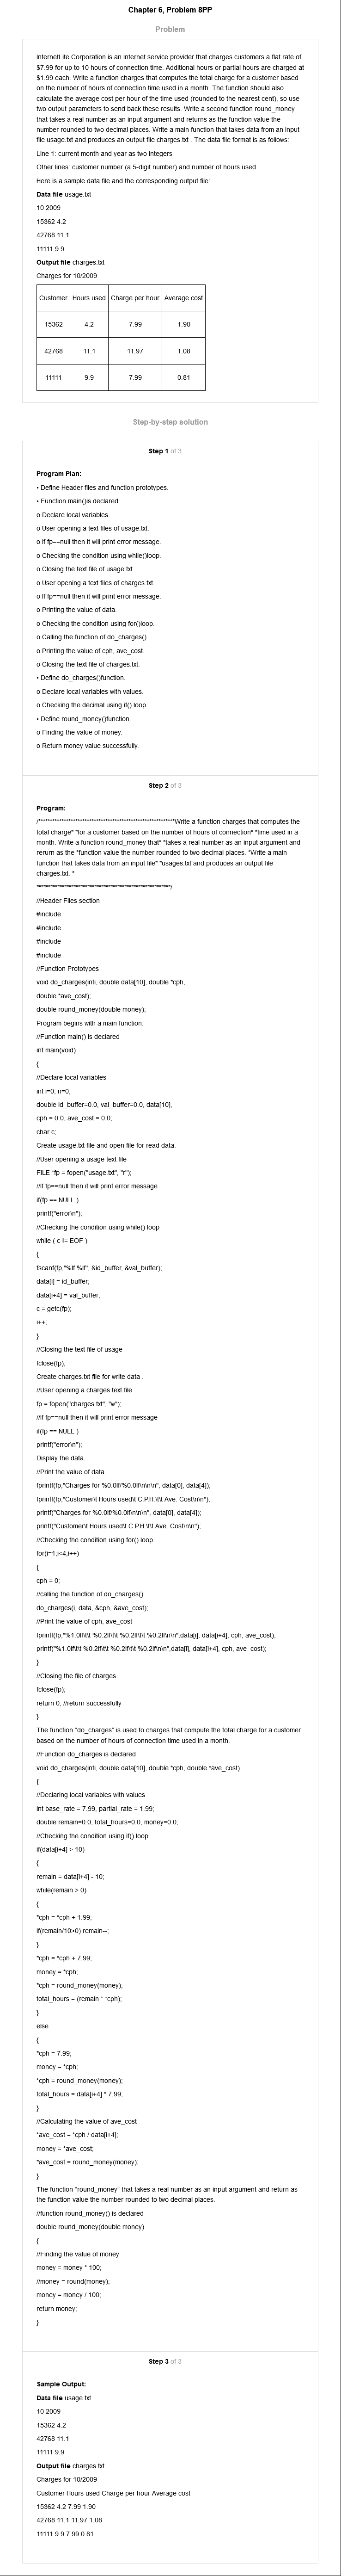 Chapter 6, Problem 8PP
Problem
InternetLite Corporation is an Internet service provider that charges customers a flat rate of
$7.99 for up to 10 hours of connection time. Additional hours or partial hours are charged at
$1.99 each. Write a function charges that computes the total charge for a customer based
on the number of hours of connection time used in a month. The function should also
calculate the average cost per hour of the time used (rounded to the nearest cent), so use
two output parameters to send back these results. Write a second function round_money
that takes a real number as an input argument and returns as the function value the
number rounded to two decimal places. Write a main function that takes data from an input
file usage.txt and produces an output file charges.txt . The data file format is as follows:
Line 1: current month and year as two integers
Other lines: customer number (a 5-digit number) and number of hours used
Here is a sample data file and the corresponding output file:
Data file usage.txt
10 2009
15362 4.2
42768 11.1
11111 9.9
Output file charges.txt
Charges for 10/2009
Customer Hours used Charge per hour Average cost
15362 4.2 7.99 1.90
42768 11.1 11.97 1.08
11111 9.9 7.99 0.81
Step-by-step solution
Step 1 of 3
Program Plan:
• Define Header files and function prototypes.
• Function main()is declared.
o Declare local variables.
o User opening a text files of usage.txt.
o If fp==null then it will print error message.
o Checking the condition using while()loop.
o Closing the text file of usage.txt.
o User opening a text files of charges.txt.
o If fp==null then it will print error message.
o Printing the value of data.
o Checking the condition using for()loop.
o Calling the function of do_charges().
o Printing the value of cph, ave_cost.
o Closing the text file of charges.txt.
• Define do_charges()function.
o Declare local variables with values.
o Checking the decimal using if() loop.
• Define round_money()function.
o Finding the value of money.
o Return money value successfully.
Step 2 of 3
Program:
/************************************************************Write a function charges that computes the
total charge* *for a customer based on the number of hours of connection* *time used in a
month. Write a function round_money that* *takes a real number as an input argument and
rerurn as the *function value the number rounded to two decimal places. *Write a main
function that takes data from an input file* *usages.txt and produces an output file
charges.txt. *
***********************************************************/
//Header Files section
#include
#include
#include
#include
//Function Prototypes
void do_charges(inti, double data[10], double *cph,
double *ave_cost);
double round_money(double money);
Program begins with a main function.
//Function main() is declared
int main(void)
{
//Declare local variables
int i=0, n=0;
double id_buffer=0.0, val_buffer=0.0, data[10],
cph = 0.0, ave_cost = 0.0;
char c;
Create usage.txt file and open file for read data.
//User opening a usage text file
FILE *fp = fopen("usage.txt", "r");
//If fp==null then it will print error message
if(fp == NULL )
printf("error\n");
//Checking the condition using while() loop
while ( c != EOF )
{
fscanf(fp,"%lf %lf", &id_buffer, &val_buffer);
data[i] = id_buffer;
data[i+4] = val_buffer;
c = getc(fp);
i++;
}
//Closing the text file of usage
fclose(fp);
Create charges.txt file for write data .
//User opening a charges text file
fp = fopen("charges.txt", "w");
//If fp==null then it will print error message
if(fp == NULL )
printf("error\n");
Display the data.
//Print the value of data
fprintf(fp,"Charges for %0.0lf/%0.0lf\n\n\n", data[0], data[4]);
fprintf(fp,"Customer\t Hours used\t C.P.H.\t\t Ave. Cost\n\n");
printf("Charges for %0.0lf/%0.0lf\n\n\n", data[0], data[4]);
printf("Customer\t Hours used\t C.P.H.\t\t Ave. Cost\n\n");
//Checking the condition using for() loop
for(i=1;i<4;i++)
{
cph = 0;
//calling the function of do_charges()
do_charges(i, data, &cph, &ave_cost);
//Print the value of cph, ave_cost
fprintf(fp,"%1.0lf\t\t %0.2lf\t\t %0.2lf\t\t %0.2lf\n\n",data[i], data[i+4], cph, ave_cost);
printf("%1.0lf\t\t %0.2lf\t\t %0.2lf\t\t %0.2lf\n\n",data[i], data[i+4], cph, ave_cost);
}
//Closing the file of charges
fclose(fp);
return 0; //return successfully
}
The function "do_charges" is used to charges that compute the total charge for a customer
based on the number of hours of connection time used in a month.
//Function do_charges is declared
void do_charges(inti, double data[10], double *cph, double *ave_cost)
{
//Declaring local variables with values
int base_rate = 7.99, partial_rate = 1.99;
double remain=0.0, total_hours=0.0, money=0.0;
//Checking the condition using if() loop
if(data[i+4] > 10)
{
remain = data[i+4] - 10;
while(remain > 0)
{
*cph = *cph + 1.99;
if(remain/10>0) remain--;
}
*cph = *cph + 7.99;
money = *cph;
*cph = round_money(money);
total_hours = (remain * *cph);
}
else
{
*cph = 7.99;
money = *cph;
*cph = round_money(money);
total_hours = data[i+4] * 7.99;
}
//Calculating the value of ave_cost
*ave_cost = *cph / data[i+4];
money = *ave_cost;
*ave_cost = round_money(money);
}
The function "round_money" that takes a real number as an input argument and return as
the function value the number rounded to two decimal places.
//function round_money() is declared
double round_money(double money)
{
//Finding the value of money
money = money * 100;
//money = round(money);
money = money / 100;
return money;
}
Step 3 of 3
Sample Output:
Data file usage.txt
10 2009
15362 4.2
42768 11.1
11111 9.9
Output file charges.txt
Charges for 10/2009
Customer Hours used Charge per hour Average cost
15362 4.2 7.99 1.90
42768 11.1 11.97 1.08
11111 9.9 7.99 0.81